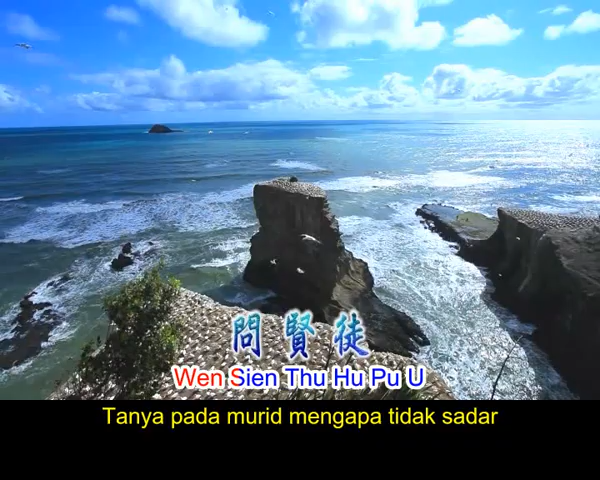 問賢徒
Wen Sien Thu Hu Pu U
Tanya pada murid mengapa tidak sadar